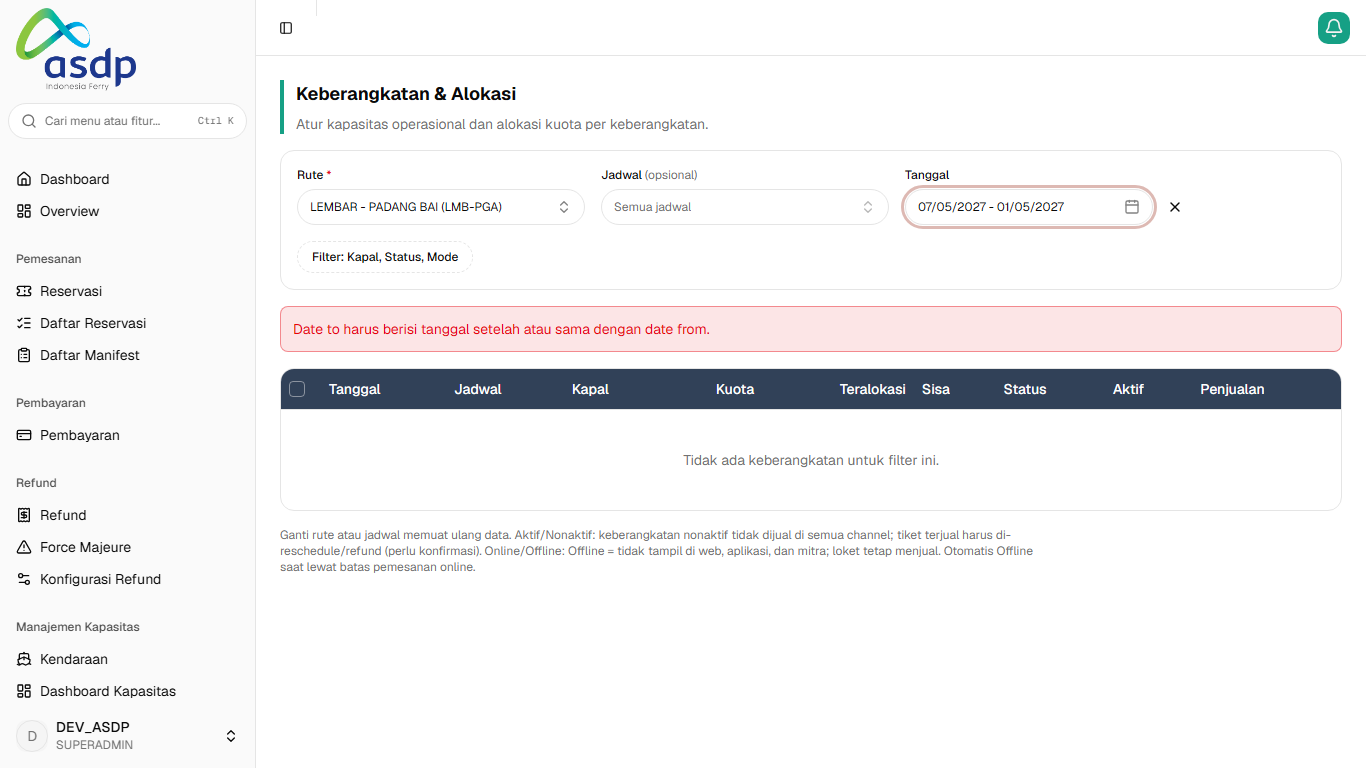 asdp
Indonesia Ferry
Cari menu atau fitur... Ctrl K
Dashboard
Overview
Pemesanan
Reservasi
Daftar Reservasi
Daftar Manifest
Pembayaran
Pembayaran
Refund
Refund
Force Majeure
Konfigurasi Refund
Manajemen Kapasitas
Kendaraan
Dashboard Kapasitas
D
DEV_ASDP
SUPERADMIN
Keberangkatan & Alokasi
Atur kapasitas operasional dan alokasi kuota per keberangkatan.
Rute * Jadwal (opsional) Tanggal
LEMBAR - PADANG BAI (LMB-PGA) Semua jadwal 07/05/2027 - 01/05/2027
Filter: Kapal, Status, Mode
Date to harus berisi tanggal setelah atau sama dengan date from.
Tanggal Jadwal Kapal Kuota Teralokasi Sisa Status Aktif Penjualan
Tidak ada keberangkatan untuk filter ini.
Ganti rute atau jadwal memuat ulang data. Aktif/Nonaktif: keberangkatan nonaktif tidak dijual di semua channel; tiket terjual harus di-
reschedule/refund (perlu konfirmasi). Online/Offline: Offline = tidak tampil di web, aplikasi, dan mitra; loket tetap menjual. Otomatis Offline
saat lewat batas pemesanan online.